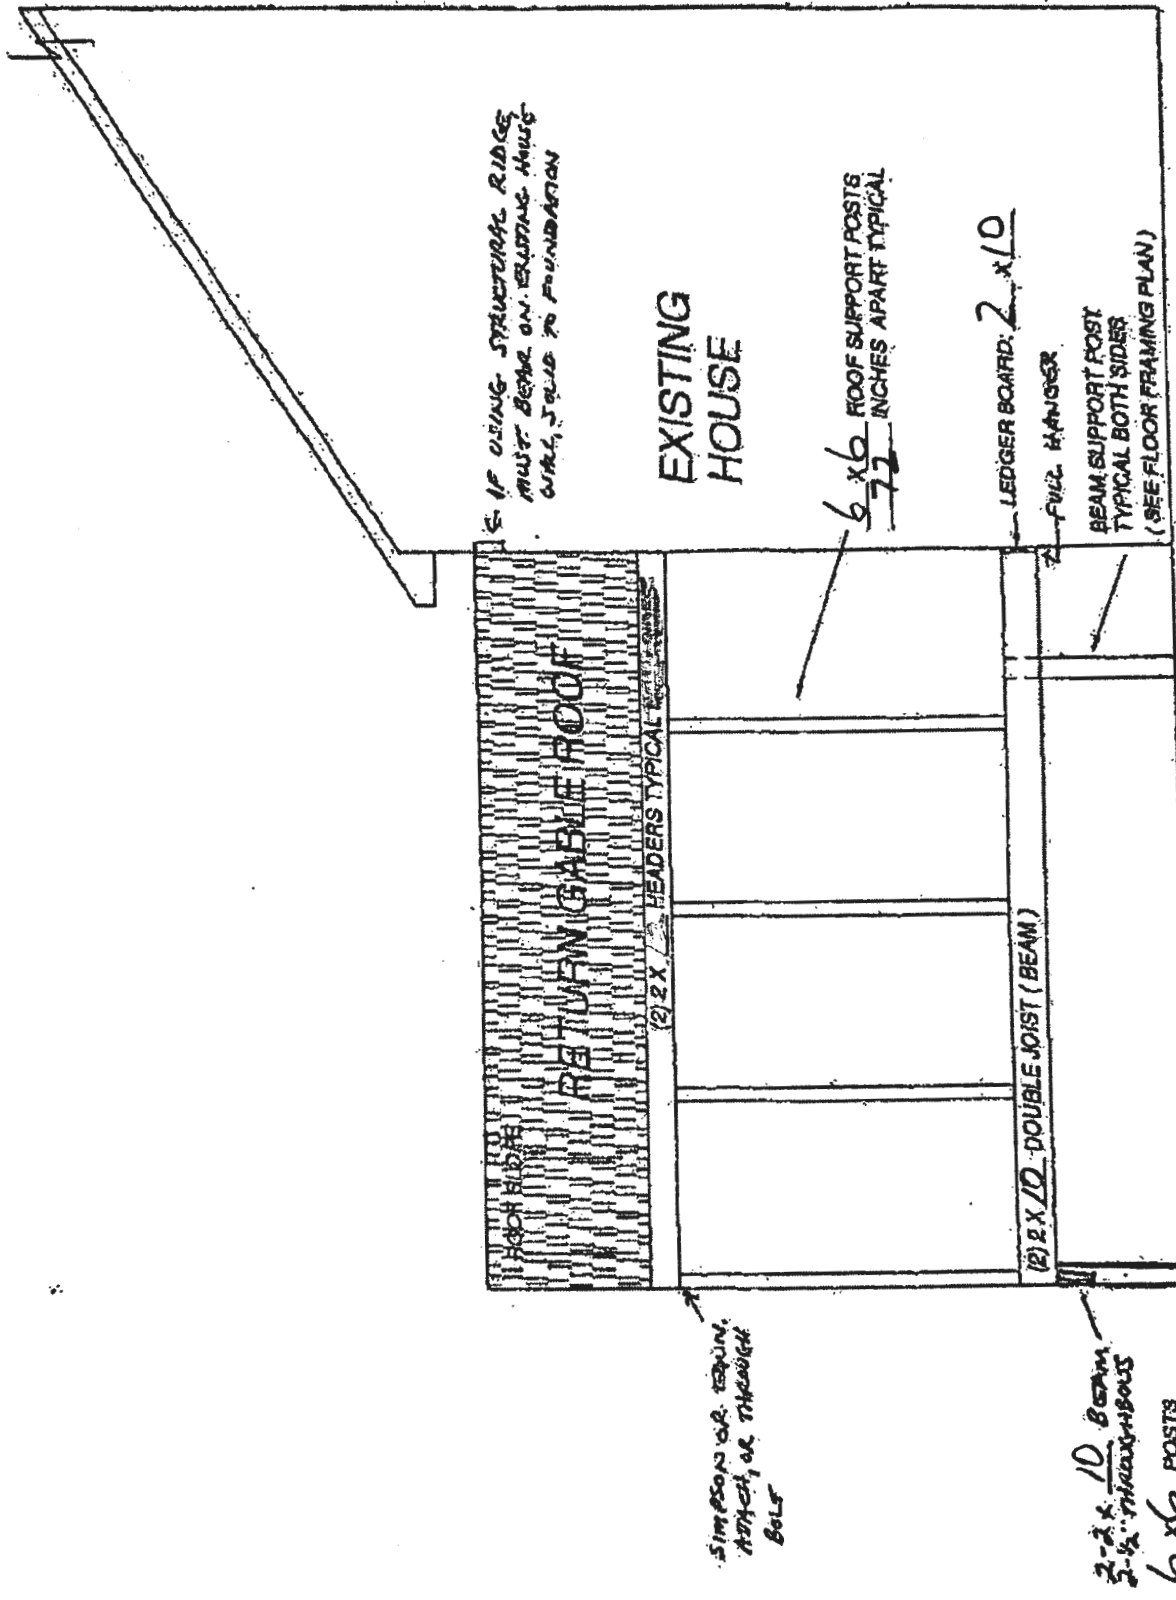 IF USING STRUCTURAL RIDGE,
MUST BEAR ON EXISTING HOUSE
WALL, SOLID TO FOUNDATION
ROOF SLOPE
RETURN GABLE ROOF
(2) 2 X HEADERS TYPICAL
EXISTING
HOUSE
6 x 6 ROOF SUPPORT POSTS
72 INCHES APART TYPICAL
SIMPSON OR EQUIV.
ATTACH, OR THROUGH
BOLT
LEDGER BOARD: 2 x 10
FULL HANGER
(2) 2 X 10 DOUBLE JOIST ( BEAM )
BEAM SUPPORT POST
TYPICAL BOTH SIDES
( SEE FLOOR FRAMING PLAN )
2-2 x 10 BEAM
2-1/2" THROUGHBOLTS
6 x 6 POSTS